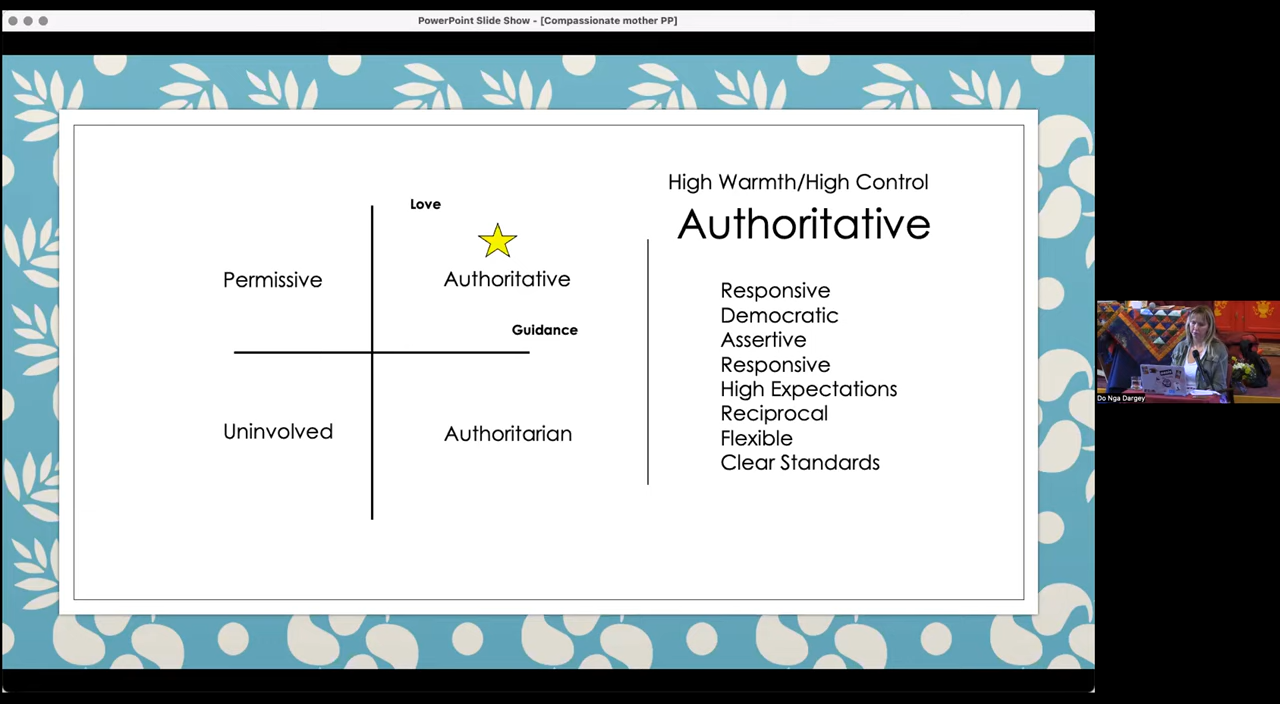 PowerPoint Slide Show - [Compassionate mother PP]
Love
Permissive
Authoritative
Guidance
Uninvolved
Authoritarian
High Warmth/High Control
Authoritative
Responsive
Democratic
Assertive
Responsive
High Expectations
Reciprocal
Flexible
Clear Standards
Do Nga Dargey